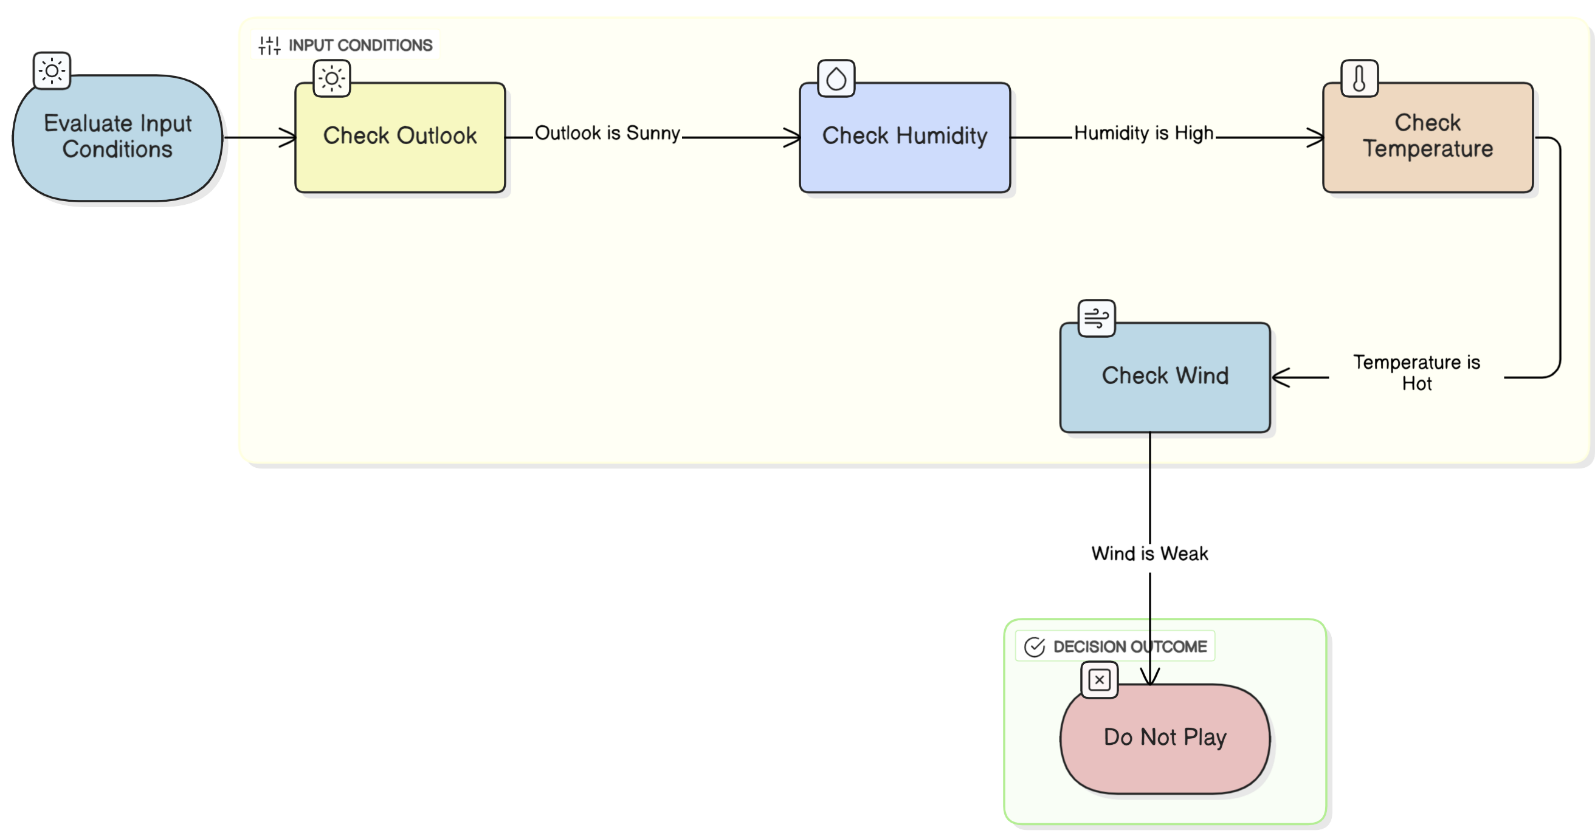 INPUT CONDITIONS
Evaluate Input
Conditions
Check Outlook
Outlook is Sunny
Check Humidity
Humidity is High
Check
Temperature
Temperature is
Hot
Check Wind
Wind is Weak
DECISION OUTCOME
Do Not Play